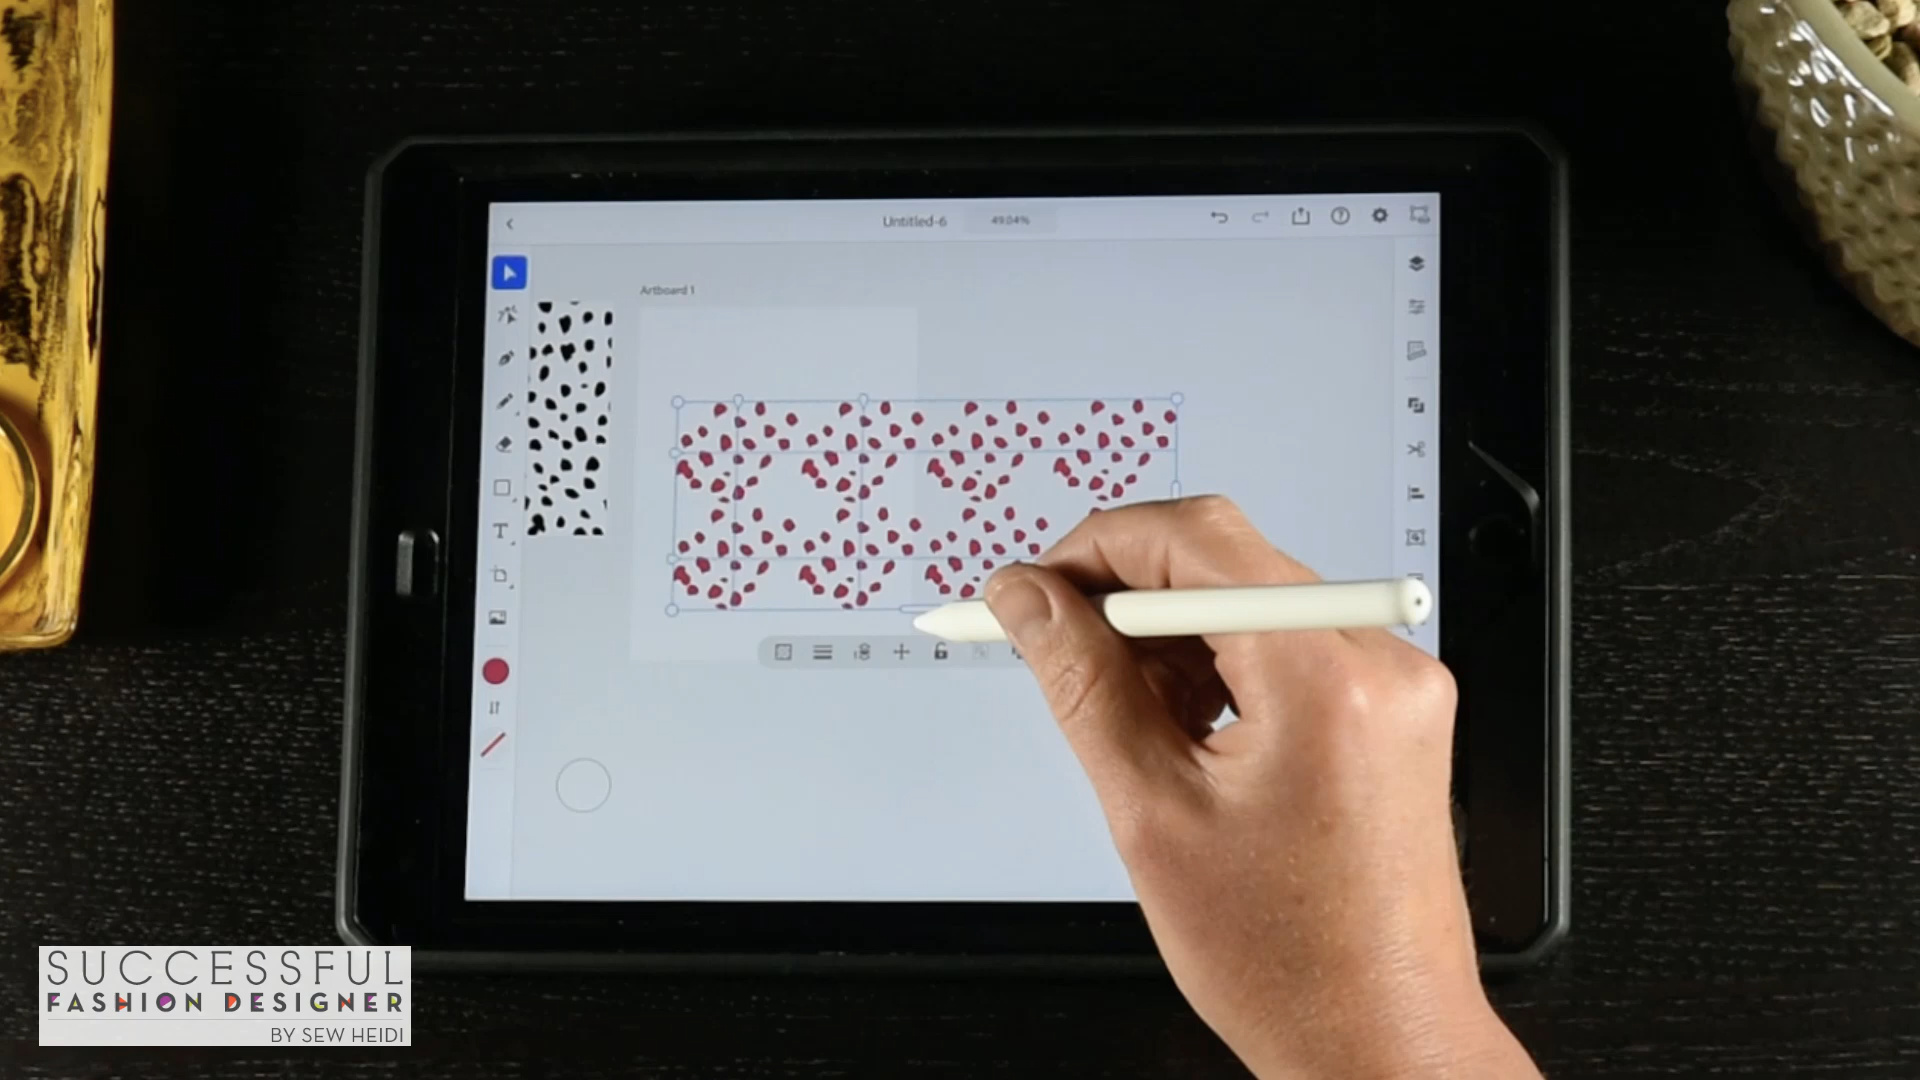 Untitled-6
49.04%
Artboard 1
T
SUCCESSFUL
FASHION DESIGNER
BY SEW HEIDI